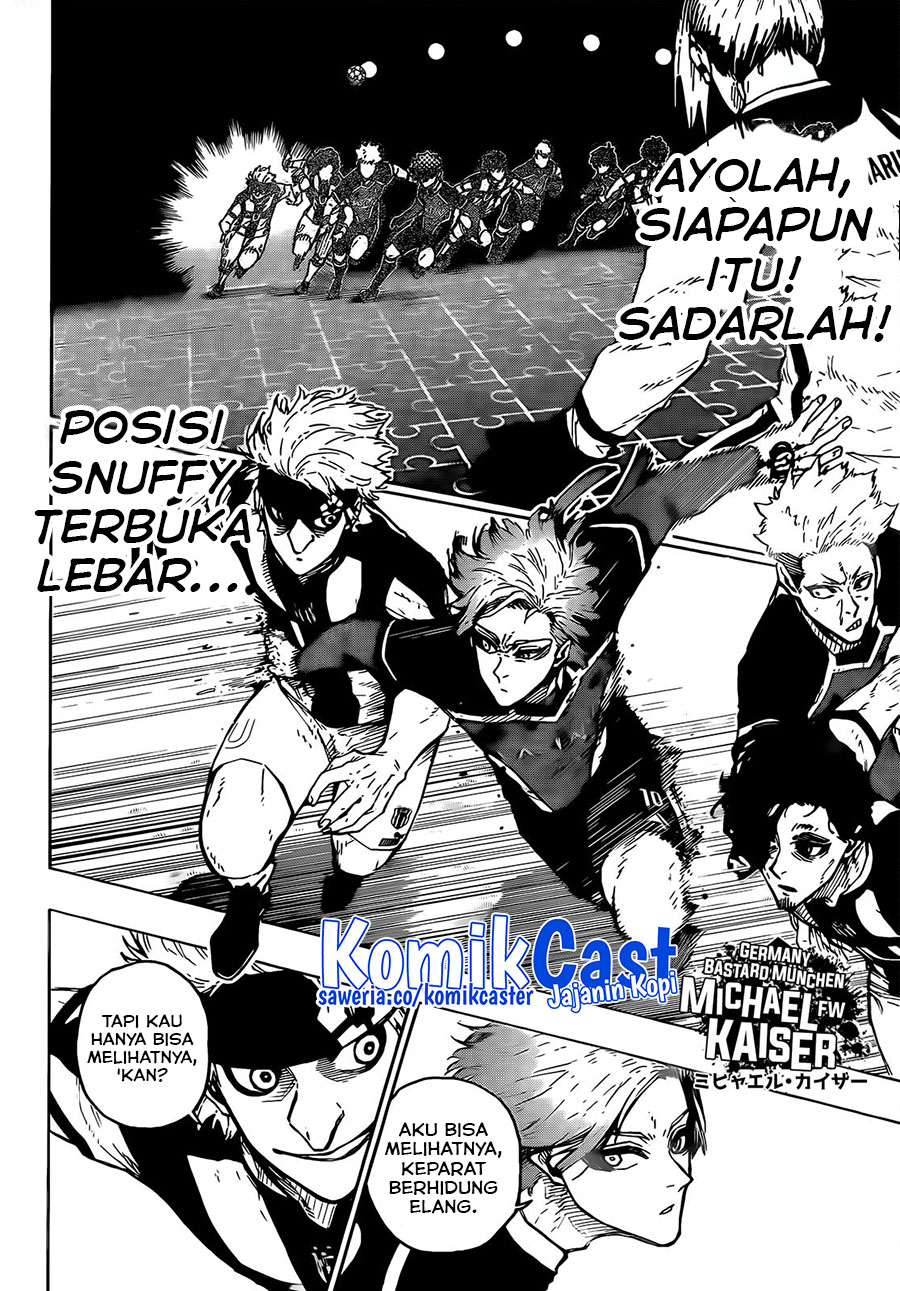 AYOLAH,
SIAPAPUN
ITU!
SADARLAH!
POSISI
SNUFFY
TERBUKA
LEBAR....
10
KomikCast
saweria.co/komikcaster Jajanin Kopi
GERMANY
BASTARD MÜNCHEN
MICHAEL FW
KAISER
ミヒャエル・カイザー
TAPI KAU
HANYA BISA
MELIHATNYA,
'KAN?
AKU BISA
MELIHATNYA,
KEPARAT
BERHIDUNG
ELANG.